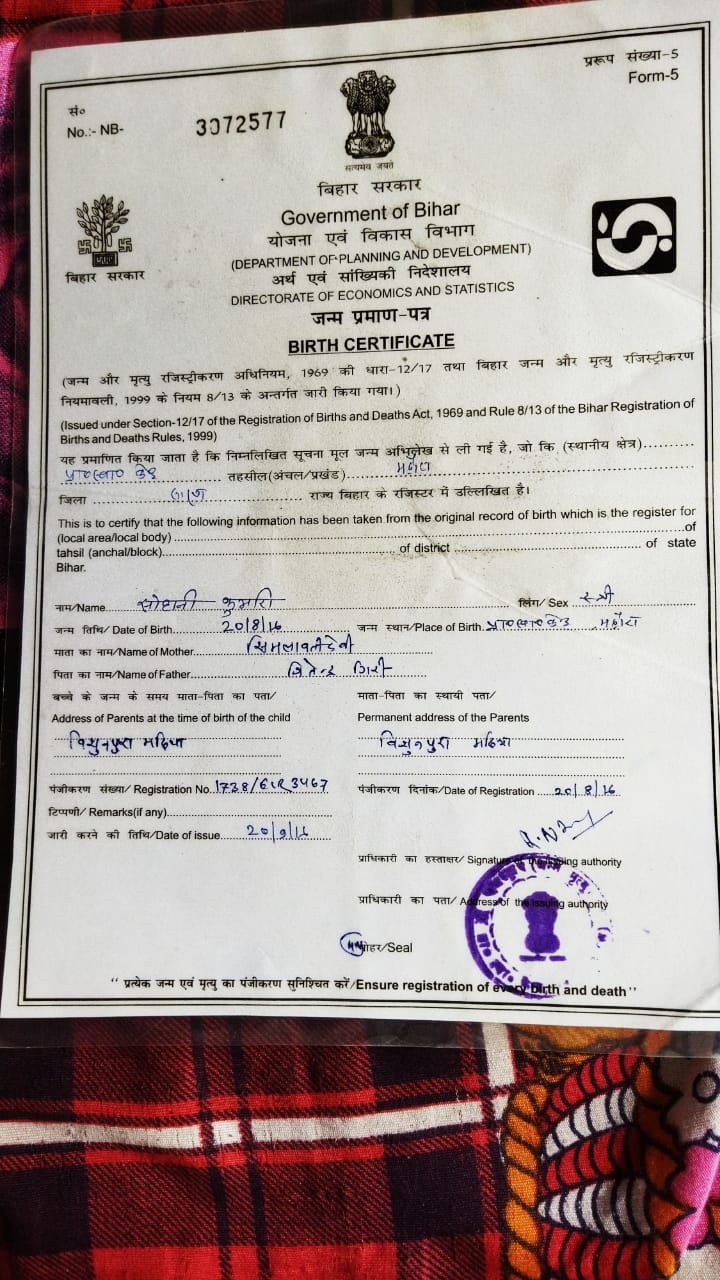 प्ररूप संख्या-5
Form-5
सं०
No.:- NB- 3072577
सत्यमेव जयते
बिहार सरकार
बिहार सरकार
Government of Bihar
योजना एवं विकास विभाग
(DEPARTMENT OF PLANNING AND DEVELOPMENT)
अर्थ एवं सांख्यिकी निदेशालय
DIRECTORATE OF ECONOMICS AND STATISTICS
जन्म प्रमाण-पत्र
BIRTH CERTIFICATE
(जन्म और मृत्यु रजिस्ट्रीकरण अधिनियम, 1969 की धारा-12/17 तथा बिहार जन्म और मृत्यु रजिस्ट्रीकरण
नियमावली, 1999 के नियम 8/13 के अन्तर्गत जारी किया गया।)
(Issued under Section-12/17 of the Registration of Births and Deaths Act, 1969 and Rule 8/13 of the Bihar Registration of
Births and Deaths Rules, 1999)
यह प्रमाणित किया जाता है कि निम्नलिखित सूचना मूल जन्म अभिलेख से ली गई है, जो कि (स्थानीय क्षेत्र)..........
तहसील(अंचल/प्रखंड)..........
जिला .......... राज्य बिहार के रजिस्टर में उल्लिखित है।
This is to certify that the following information has been taken from the original record of birth which is the register for
(local area/local body) ..........of
tahsil (anchal/block).......... of district .......... of state
Bihar.
नाम/Name.......... सोहानी कुमारी लिंग/ Sex .. स्त्री
जन्म तिथि/ Date of Birth.......... 20/8/16 जन्म स्थान/Place of Birth
माता का नाम/Name of Mother..........
पिता का नाम/Name of Father.......... जितेन्द्र गिरी
बच्चे के जन्म के समय माता-पिता का पता/ माता-पिता का स्थायी पता/
Address of Parents at the time of birth of the child Permanent address of the Parents
पंजीकरण संख्या/ Registration No. पंजीकरण दिनांक/Date of Registration ..... 20/8/16
टिप्पणी/ Remarks(if any)..........
जारी करने की तिथि/Date of issue.......... 20/9/16
प्राधिकारी का हस्ताक्षर/ Signature of the issuing authority
प्राधिकारी का पता/ Address of the issuing authority
मोहर/Seal
" प्रत्येक जन्म एवं मृत्यु का पंजीकरण सुनिश्चित करें/Ensure registration of every birth and death"